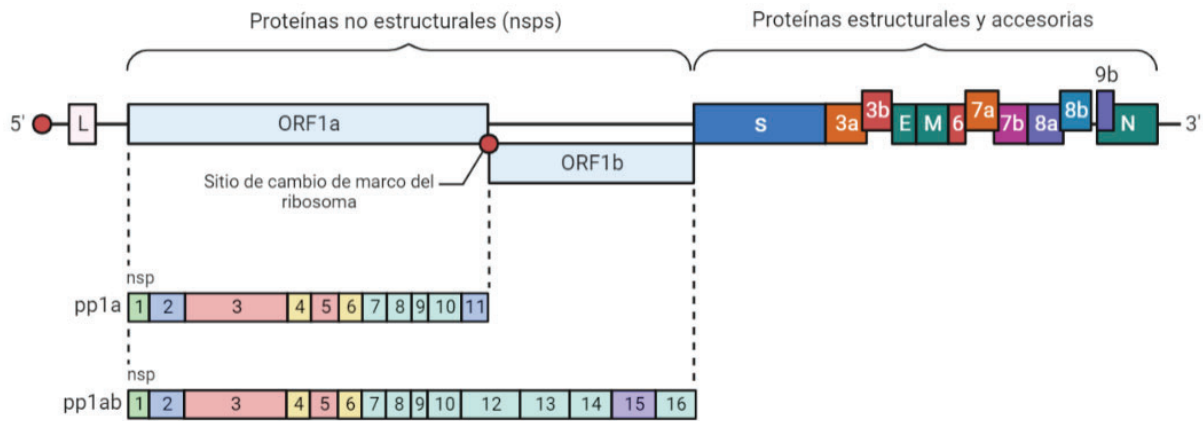 Proteínas no estructurales (nsps)
Proteínas estructurales y accesorias
9b
5' L ORF1a S 3a 3b E M 6 7a 7b 8a 8b N 3'
ORF1b
Sitio de cambio de marco del
ribosoma
nsp
pp1a 1 2 3 4 5 6 7 8 9 10 11
nsp
pp1ab 1 2 3 4 5 6 7 8 9 10 12 13 14 15 16